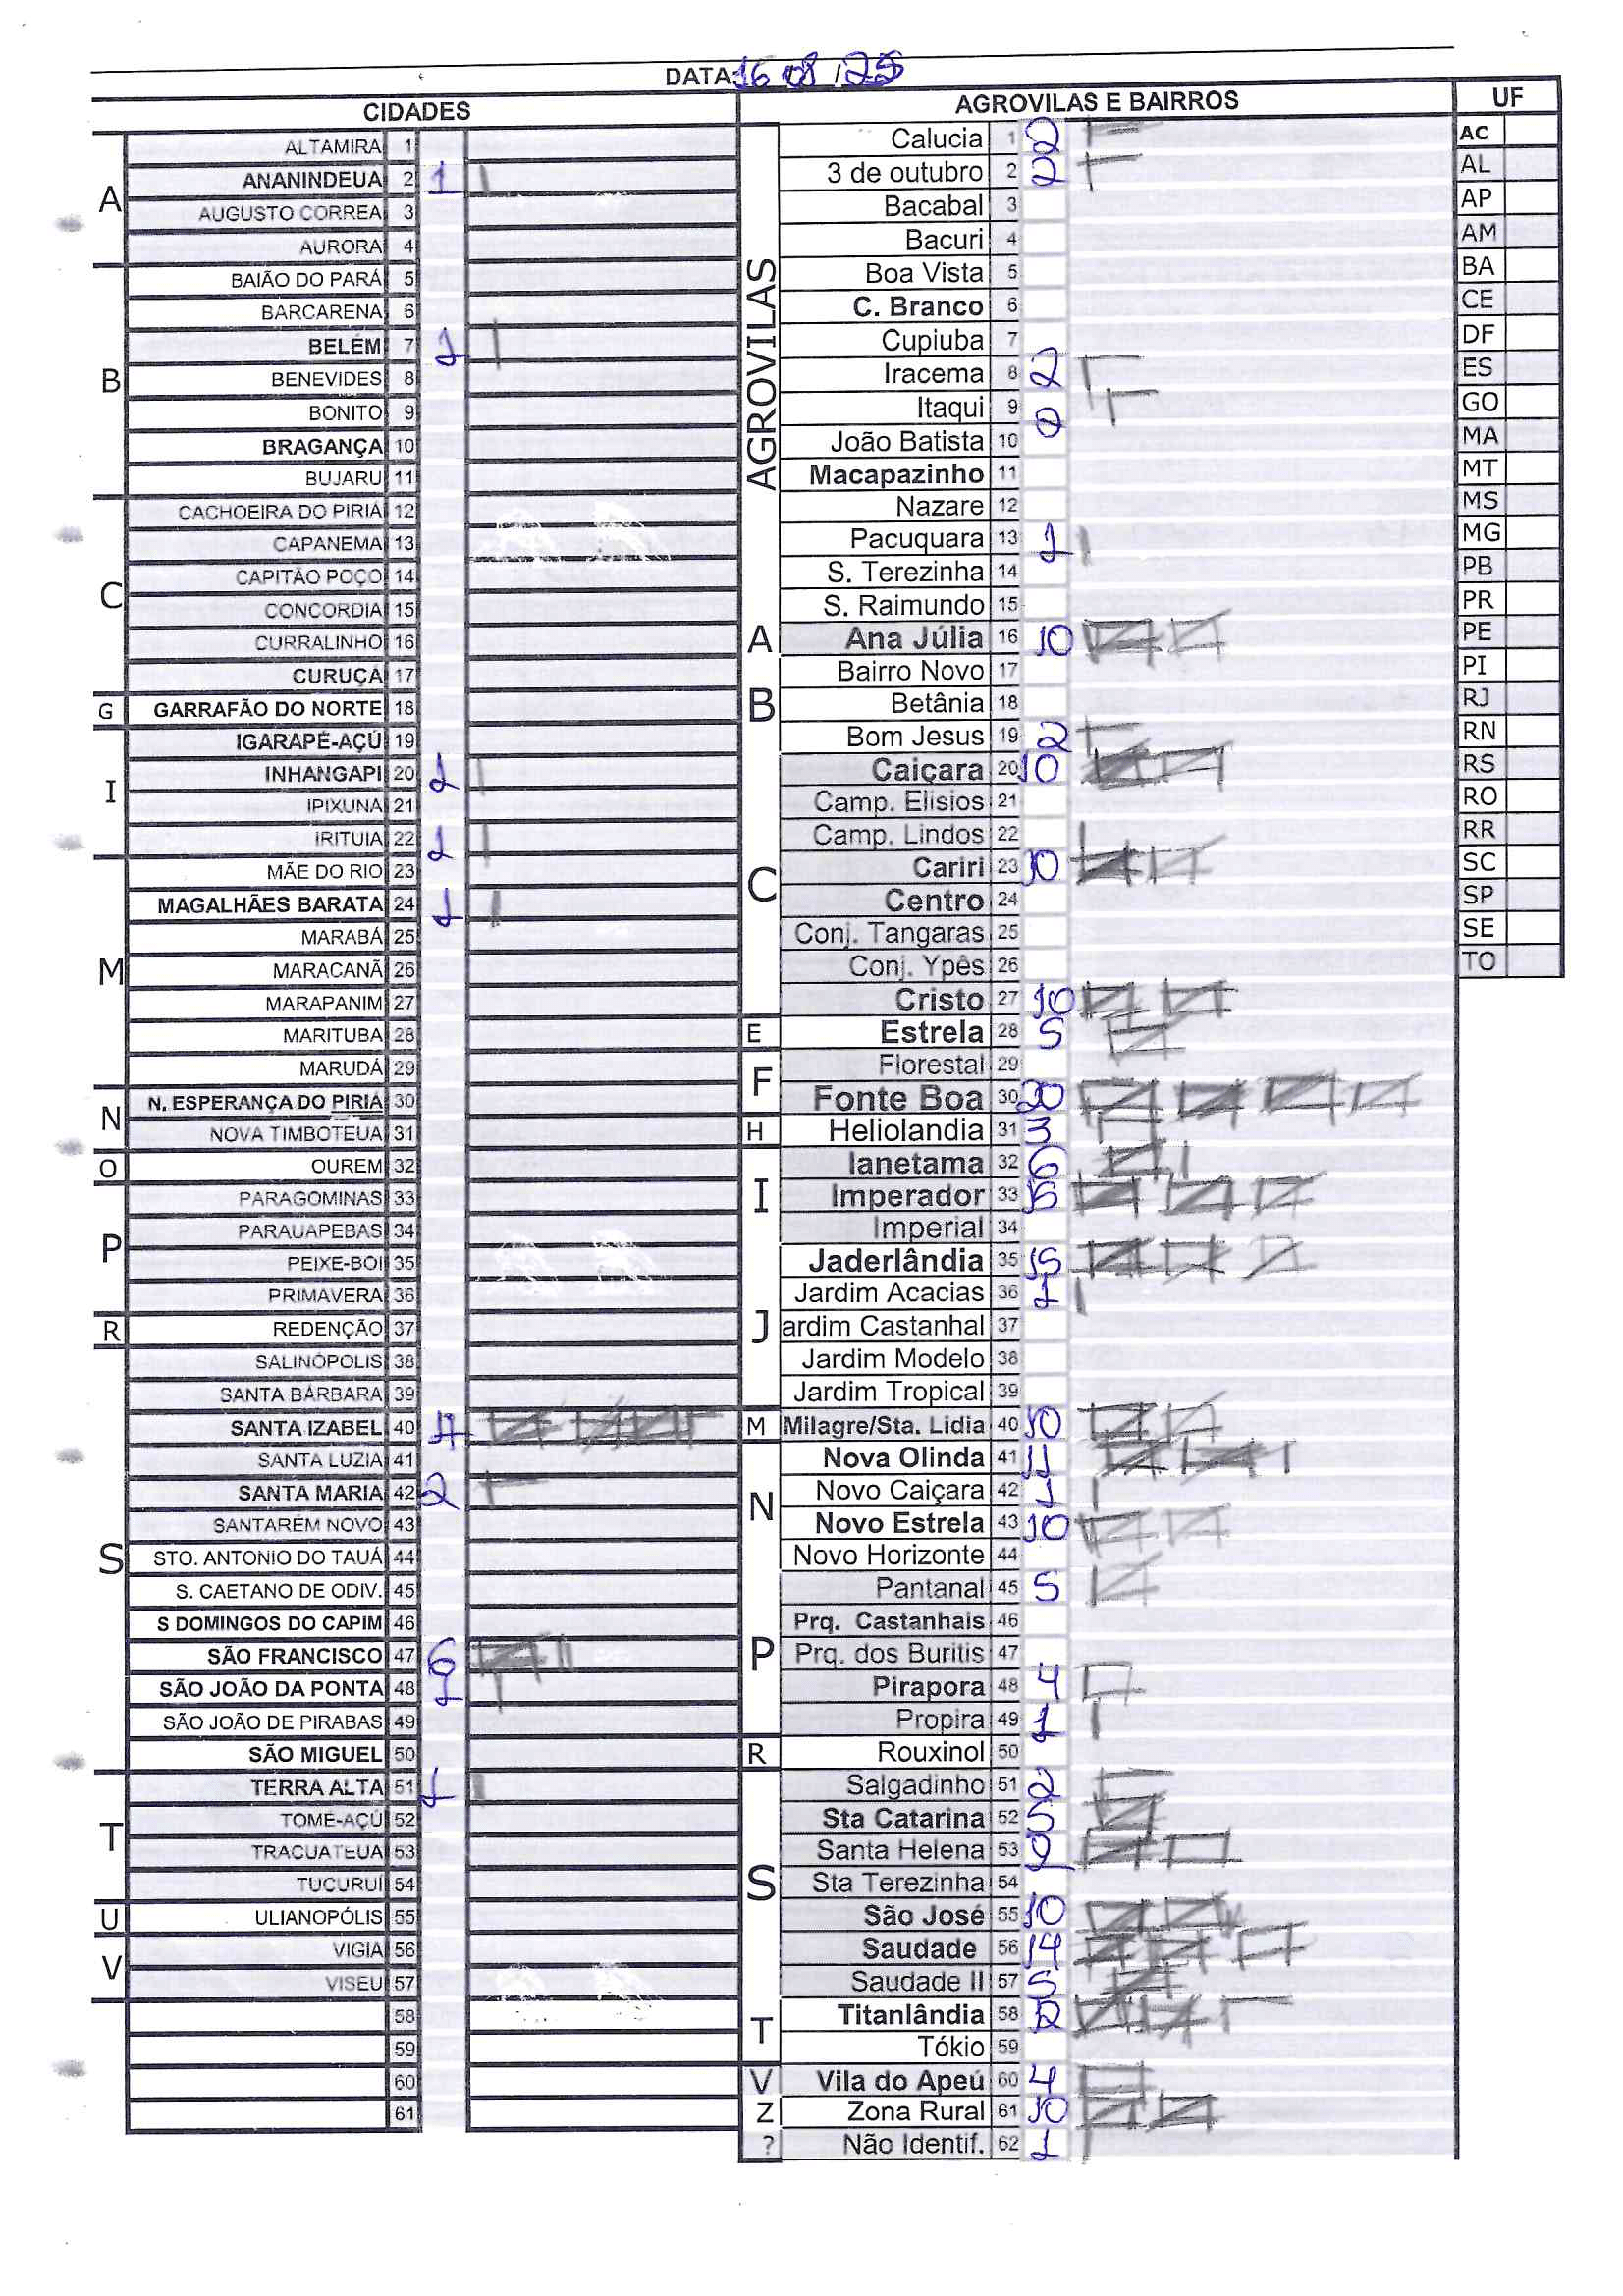 DATA 16 08 / 25
CIDADES
A
ALTAMIRA 1
ANANINDEUA 2 1
AUGUSTO CORREA 3
AURORA 4
B
BAIÃO DO PARÁ 5
BARCARENA 6
BELÉM 7 1
BENEVIDES 8
BONITO 9
BRAGANÇA 10
BUJARU 11
C
CACHOEIRA DO PIRIÁ 12
CAPANEMA 13
CAPITÃO POÇO 14
CONCORDIA 15
CURRALINHO 16
CURUÇÁ 17
G
GARRAFÃO DO NORTE 18
I
IGARAPÉ-AÇÚ 19
INHANGAPI 20 1
IPIXUNA 21
IRITUIA 22 1
M
MÃE DO RIO 23
MAGALHÃES BARATA 24 1
MARABÁ 25
MARACANÃ 26
MARAPANIM 27
MARITUBA 28
MARUDÁ 29
N
N. ESPERANÇA DO PIRIÁ 30
NOVA TIMBOTEUA 31
O
OUREM 32
P
PARAGOMINAS 33
PARAUAPEBAS 34
PEIXE-BOI 35
PRIMAVERA 36
R
REDENÇÃO 37
S
SALINÓPOLIS 38
SANTA BÁRBARA 39
SANTA IZABEL 40
SANTA LUZIA 41
SANTA MARIA 42 2
SANTARÉM NOVO 43
STO. ANTONIO DO TAUÁ 44
S. CAETANO DE ODIV. 45
S DOMINGOS DO CAPIM 46
SÃO FRANCISCO 47 6
SÃO JOÃO DA PONTA 48 1
SÃO JOÃO DE PIRABAS 49
SÃO MIGUEL 50
T
TERRA ALTA 51 1
TOMÉ-AÇÚ 52
TRACUATEUA 53
TUCURUI 54
U
ULIANOPÓLIS 55
V
VIGIA 56
VISEU 57
58
59
60
61
AGROVILAS E BAIRROS
AGROVILAS
Calucia 1 2
3 de outubro 2 2
Bacabal 3
Bacuri 4
Boa Vista 5
C. Branco 6
Cupiuba 7
Iracema 8 2
Itaqui 9 2
João Batista 10
Macapazinho 11
Nazare 12
Pacuquara 13 1
S. Terezinha 14
S. Raimundo 15
A
Ana Júlia 16 10
B
Bairro Novo 17
Betânia 18
Bom Jesus 19 2
C
Caiçara 20 10
Camp. Elisios 21
Camp. Lindos 22
Cariri 23 10
Centro 24
Conj. Tangaras 25
Conj. Ypês 26
Cristo 27 10
E
Estrela 28 5
F
Florestal 29
Fonte Boa 30 20
H
Heliolandia 31 3
I
Ianetama 32 6
Imperador 33 15
Imperial 34
J
Jaderlândia 35 15
Jardim Acacias 36 1
ardim Castanhal 37
Jardim Modelo 38
Jardim Tropical 39
M
Milagre/Sta. Lidia 40 10
N
Nova Olinda 41 11
Novo Caiçara 42 1
Novo Estrela 43 10
Novo Horizonte 44
P
Pantanal 45 5
Prq. Castanhais 46
Prq. dos Buritis 47
Pirapora 48 4
Propira 49 1
R
Rouxinol 50
S
Salgadinho 51 2
Sta Catarina 52 5
Santa Helena 53 9
Sta Terezinha 54
São José 55 10
Saudade 56 14
Saudade II 57 5
T
Titanlândia 58 12
Tókio 59
V
Vila do Apeú 60 4
Z
Zona Rural 61 10
?
Não Identif. 62 1
UF
AC
AL
AP
AM
BA
CE
DF
ES
GO
MA
MT
MS
MG
PB
PR
PE
PI
RJ
RN
RS
RO
RR
SC
SP
SE
TO